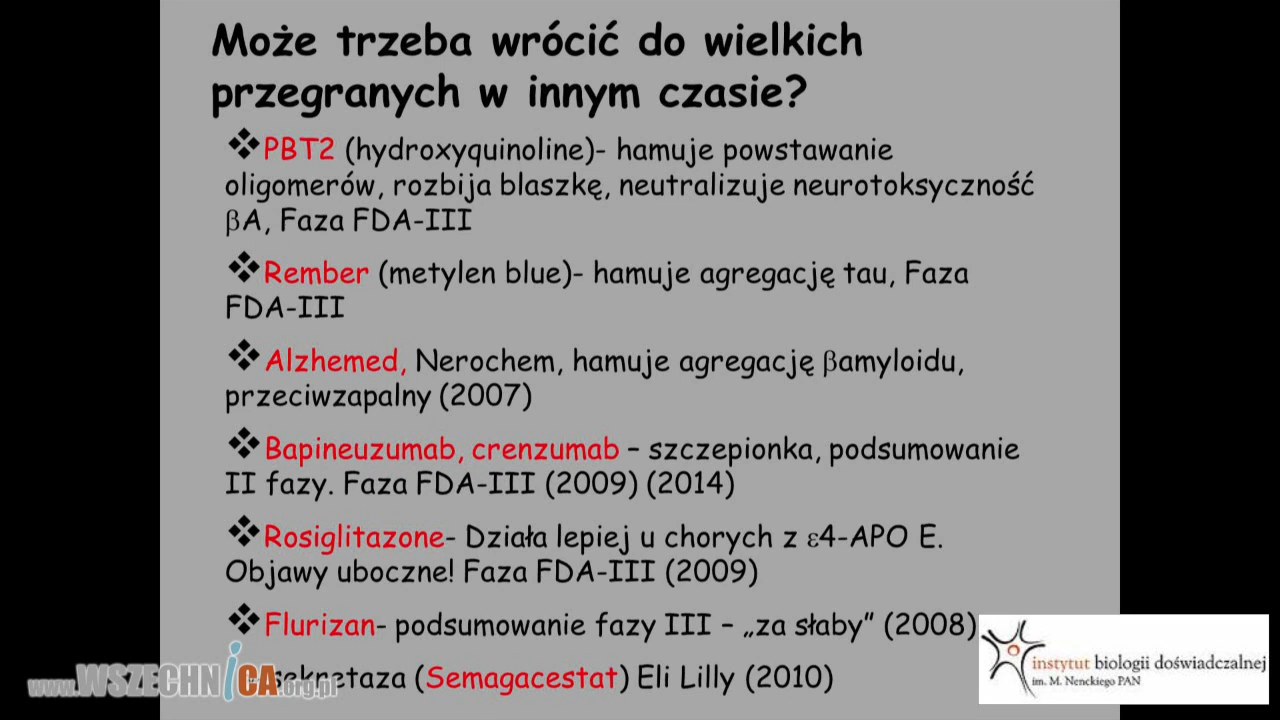 Może trzeba wrócić do wielkich
przegranych w innym czasie?
❖PBT2 (hydroxyquinoline)- hamuje powstawanie
oligomerów, rozbija blaszkę, neutralizuje neurotoksyczność
βA, Faza FDA-III
❖Rember (metylen blue)- hamuje agregację tau, Faza
FDA-III
❖Alzhemed, Nerochem, hamuje agregację βamyloidu,
przeciwzapalny (2007)
❖Bapineuzumab, crenzumab – szczepionka, podsumowanie
II fazy. Faza FDA-III (2009) (2014)
❖Rosiglitazone- Działa lepiej u chorych z ε4-APO E.
Objawy uboczne! Faza FDA-III (2009)
❖Flurizan- podsumowanie fazy III – „za słaby” (2008)
sekretaza (Semagacestat) Eli Lilly (2010)
www.WSZECHNiCA.org.pl
instytut biologii doświadczalnej
im. M. Nenckiego PAN